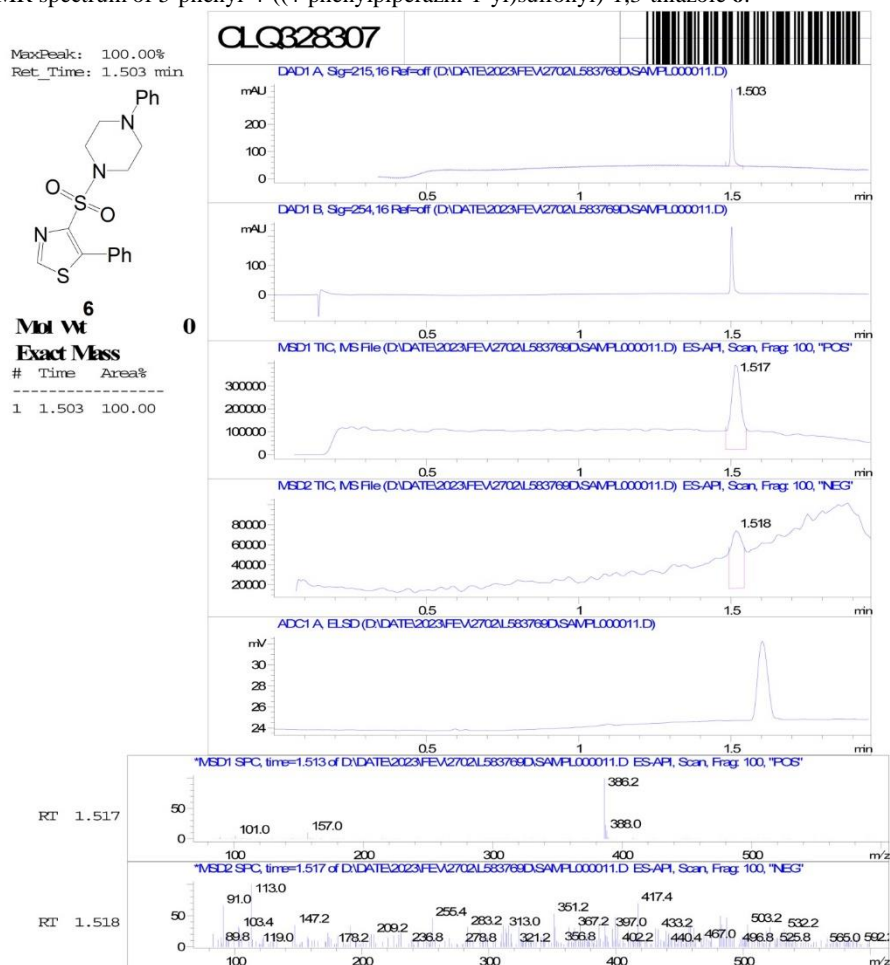 MR spectrum of 5-phenyl-4-((4-phenylpiperazin-1-yl)sulfonyl)-1,3-thiazole 6.
MaxPeak: 100.00%
Ret_Time: 1.503 min
CLQ328307
Ph
N
N
O
S
O
N
Ph
S
6
Mol Wt 0
Exact Mass
# Time Area%
1 1.503 100.00
DAD1 A, Sig=215,16 Ref=off (D:\DATE\2023\FEV\2702\L583769D\SAMPL000011.D)
mAU
1.503
200
100
0
0.5 1 1.5 min
DAD1 B, Sig=254,16 Ref=off (D:\DATE\2023\FEV\2702\L583769D\SAMPL000011.D)
mAU
100
0
0.5 1 1.5 min
MSD1 TIC, MS File (D:\DATE\2023\FEV\2702\L583769D\SAMPL000011.D) ES-API, Scan, Frag: 100, "POS"
1.517
300000
200000
100000
0
0.5 1 1.5 min
MSD2 TIC, MS File (D:\DATE\2023\FEV\2702\L583769D\SAMPL000011.D) ES-API, Scan, Frag: 100, "NEG"
1.518
80000
60000
40000
20000
0.5 1 1.5 min
ADC1 A, ELSD (D:\DATE\2023\FEV\2702\L583769D\SAMPL000011.D)
mV
30
28
26
24
0.5 1 1.5 min
*MSD1 SPC, time=1.513 of D:\DATE\2023\FEV\2702\L583769D\SAMPL000011.D ES-API, Scan, Frag: 100, "POS"
386.2
RT 1.517
50
0
101.0 157.0 388.0
100 200 300 400 500 m/z
*MSD2 SPC, time=1.517 of D:\DATE\2023\FEV\2702\L583769D\SAMPL000011.D ES-API, Scan, Frag: 100, "NEG"
113.0
91.0 417.4
RT 1.518
50
0
103.4 147.2 255.4 283.2 313.0 351.2 367.2 397.0 433.2 503.2 532.2
89.8 119.0 178.2 209.2 236.8 278.8 321.2 356.8 402.2 440.4 467.0 496.8 525.8 565.0
100 200 300 400 500 m/z